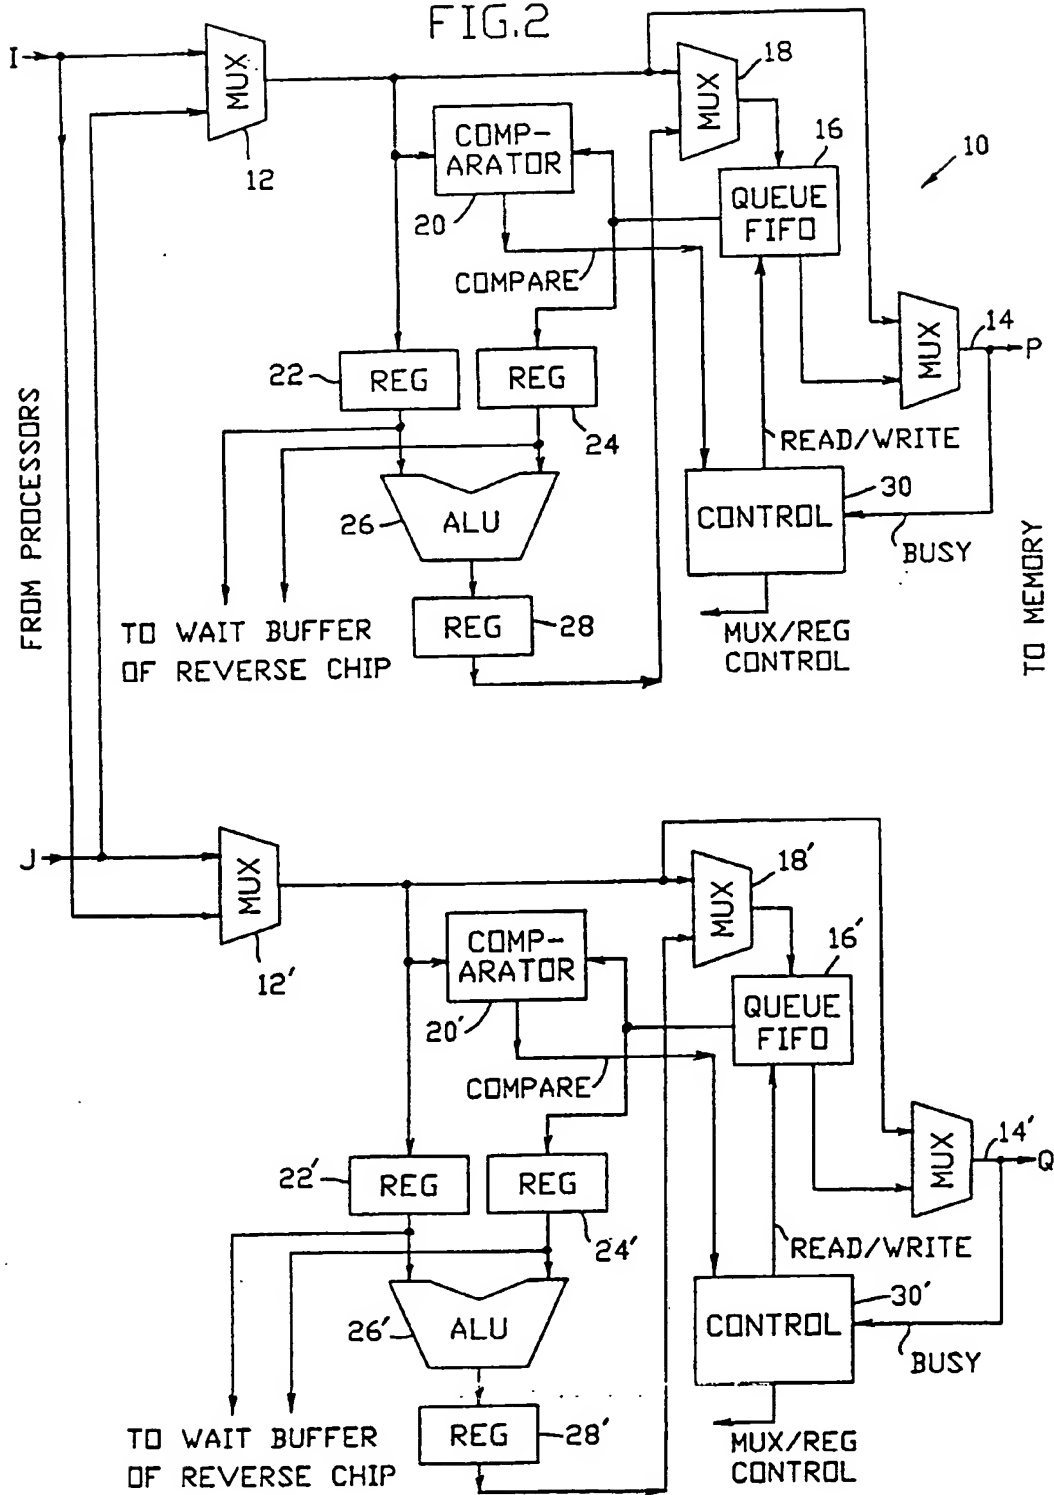 FIG.2
I
MUX
12
MUX
18
COMP-
ARATOR
20
16
QUEUE
FIFO
10
COMPARE
MUX
14
P
22
REG
REG
24
READ/WRITE
FROM PROCESSORS
26
ALU
CONTROL
30
BUSY
TO MEMORY
TO WAIT BUFFER
OF REVERSE CHIP
REG
28
MUX/REG
CONTROL
J
MUX
12'
MUX
18'
COMP-
ARATOR
20'
16'
QUEUE
FIFO
COMPARE
MUX
14'
Q
22'
REG
REG
24'
READ/WRITE
26'
ALU
CONTROL
30'
BUSY
TO WAIT BUFFER
OF REVERSE CHIP
REG
28'
MUX/REG
CONTROL